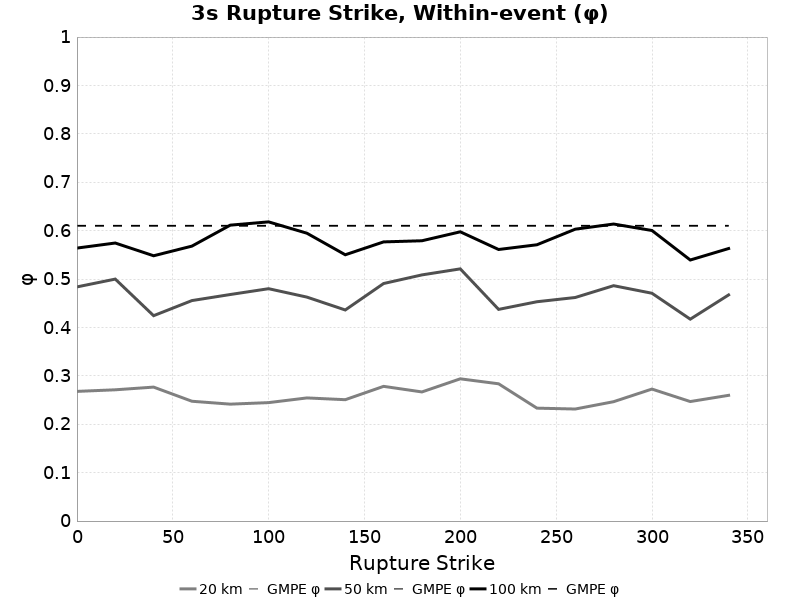 3s Rupture Strike, Within-event (φ)
1
0.9
0.8
0.7
0.6
0.5
0.4
0.3
0.2
0.1
0
φ
0 50 100 150 200 250 300 350
Rupture Strike
20 km GMPE φ 50 km GMPE φ 100 km GMPE φ